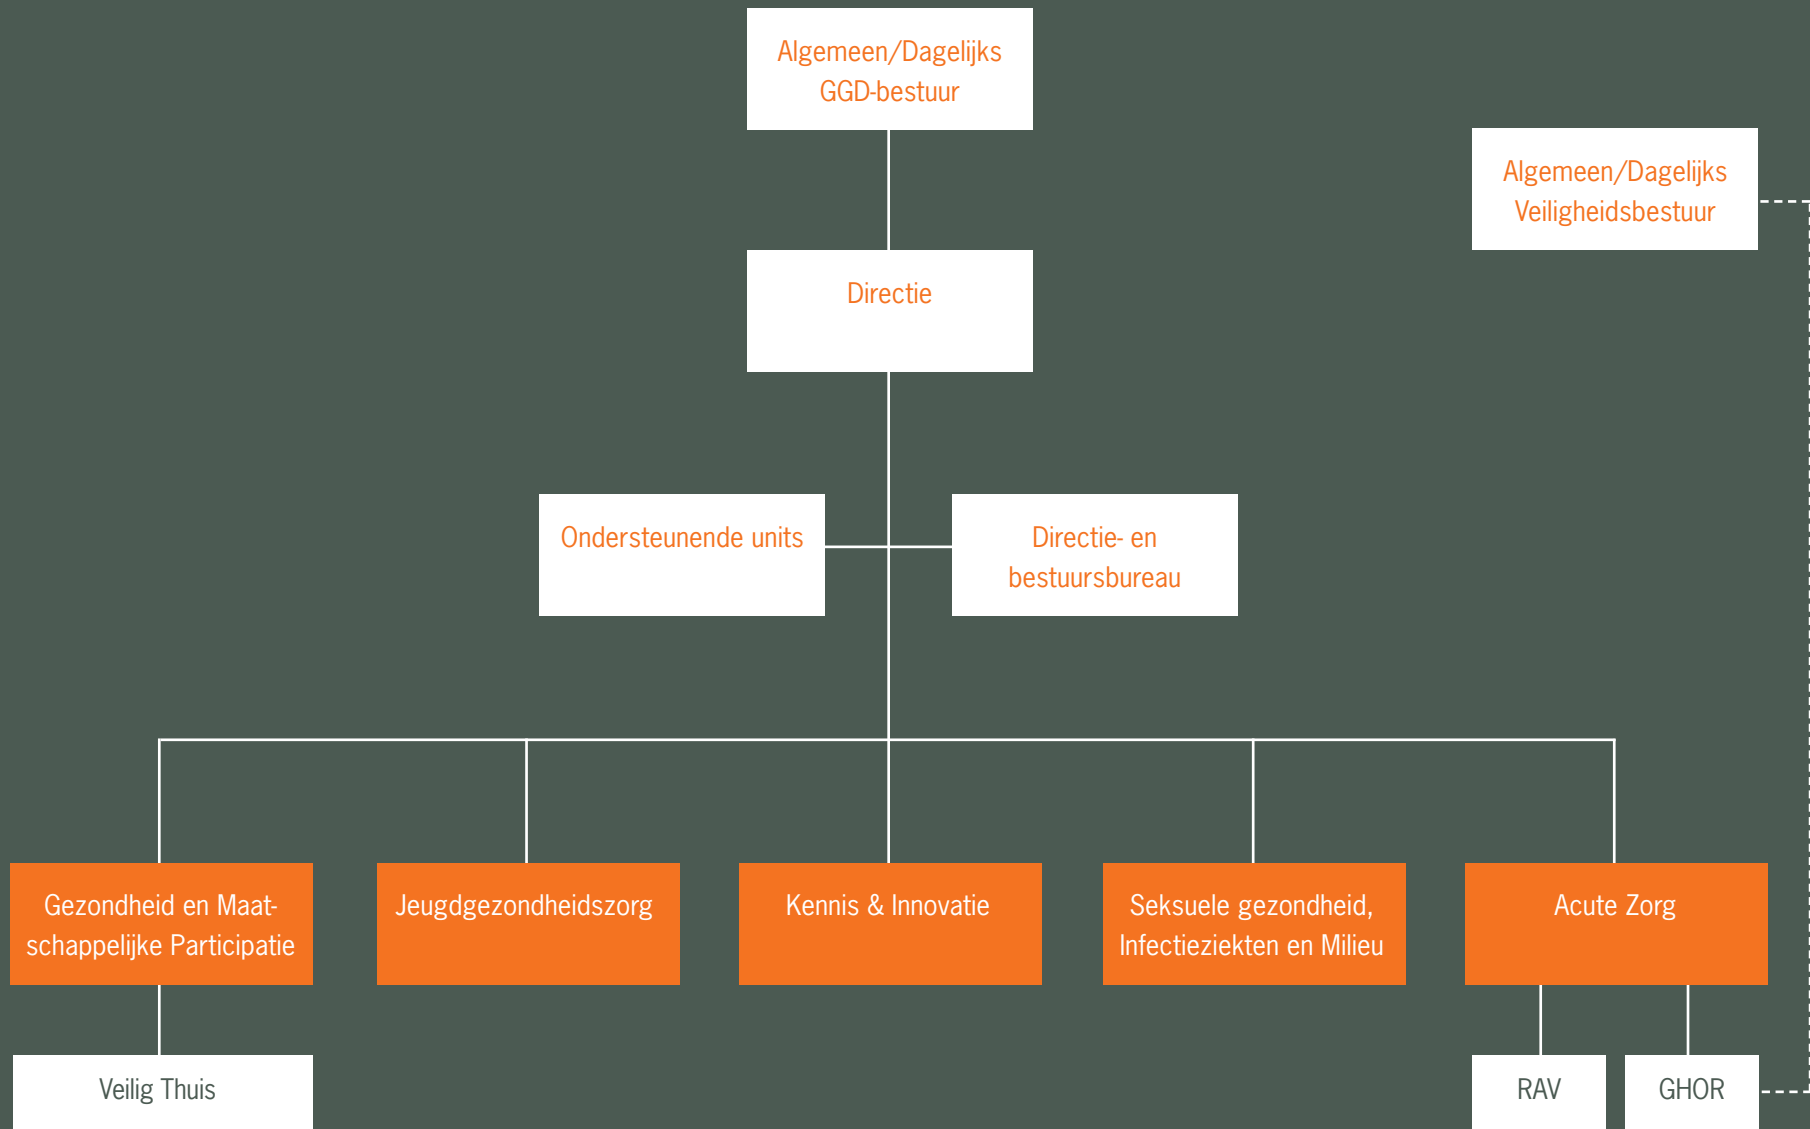 Algemeen/Dagelijks
GGD-bestuur
Algemeen/Dagelijks
Veiligheidsbestuur
Directie
Ondersteunende units
Directie- en
bestuursbureau
Gezondheid en Maat-
schappelijke Participatie
Jeugdgezondheidszorg
Kennis & Innovatie
Seksuele gezondheid,
Infectieziekten en Milieu
Acute Zorg
Veilig Thuis
RAV
GHOR